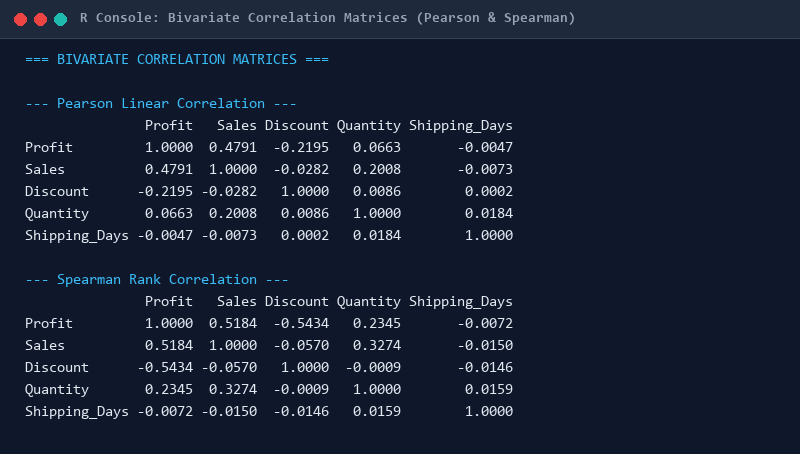 R Console: Bivariate Correlation Matrices (Pearson & Spearman)
=== BIVARIATE CORRELATION MATRICES ===
--- Pearson Linear Correlation ---
Profit Sales Discount Quantity Shipping_Days
Profit 1.0000 0.4791 -0.2195 0.0663 -0.0047
Sales 0.4791 1.0000 -0.0282 0.2008 -0.0073
Discount -0.2195 -0.0282 1.0000 0.0086 0.0002
Quantity 0.0663 0.2008 0.0086 1.0000 0.0184
Shipping_Days -0.0047 -0.0073 0.0002 0.0184 1.0000
--- Spearman Rank Correlation ---
Profit Sales Discount Quantity Shipping_Days
Profit 1.0000 0.5184 -0.5434 0.2345 -0.0072
Sales 0.5184 1.0000 -0.0570 0.3274 -0.0150
Discount -0.5434 -0.0570 1.0000 -0.0009 -0.0146
Quantity 0.2345 0.3274 -0.0009 1.0000 0.0159
Shipping_Days -0.0072 -0.0150 -0.0146 0.0159 1.0000